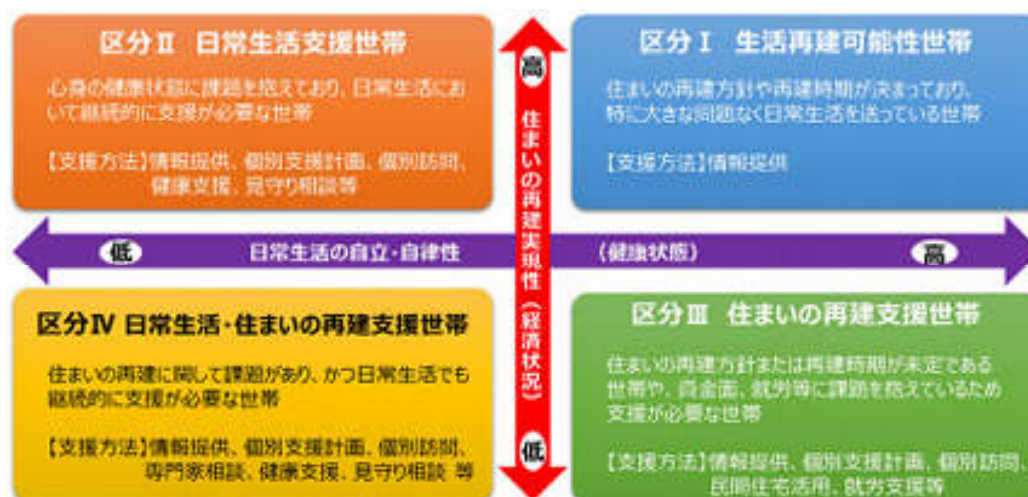 区分Ⅱ 日常生活支援世帯
心身の健康状態に課題を抱えており、日常生活にお
いて継続的に支援が必要な世帯
【支援方法】情報提供、個別支援計画、個別訪問、
健康支援、見守り相談等
区分Ⅰ 生活再建可能性世帯
住まいの再建方針や再建時期が決まっており、
特に大きな問題なく日常生活を送っている世帯
【支援方法】情報提供
高
住まいの再建実現性(経済状況)
低
低
日常生活の自立・自律性
(健康状態)
高
区分Ⅳ 日常生活・住まいの再建支援世帯
住まいの再建に関して課題があり、かつ日常生活でも
継続的に支援が必要な世帯
【支援方法】情報提供、個別支援計画、個別訪問、
専門家相談、健康支援、見守り相談 等
区分Ⅲ 住まいの再建支援世帯
住まいの再建方針または再建時期が未定である
世帯や、資金面、就労等に課題を抱えているため
支援が必要な世帯
【支援方法】情報提供、個別支援計画、個別訪問、
民間住宅活用、就労支援等